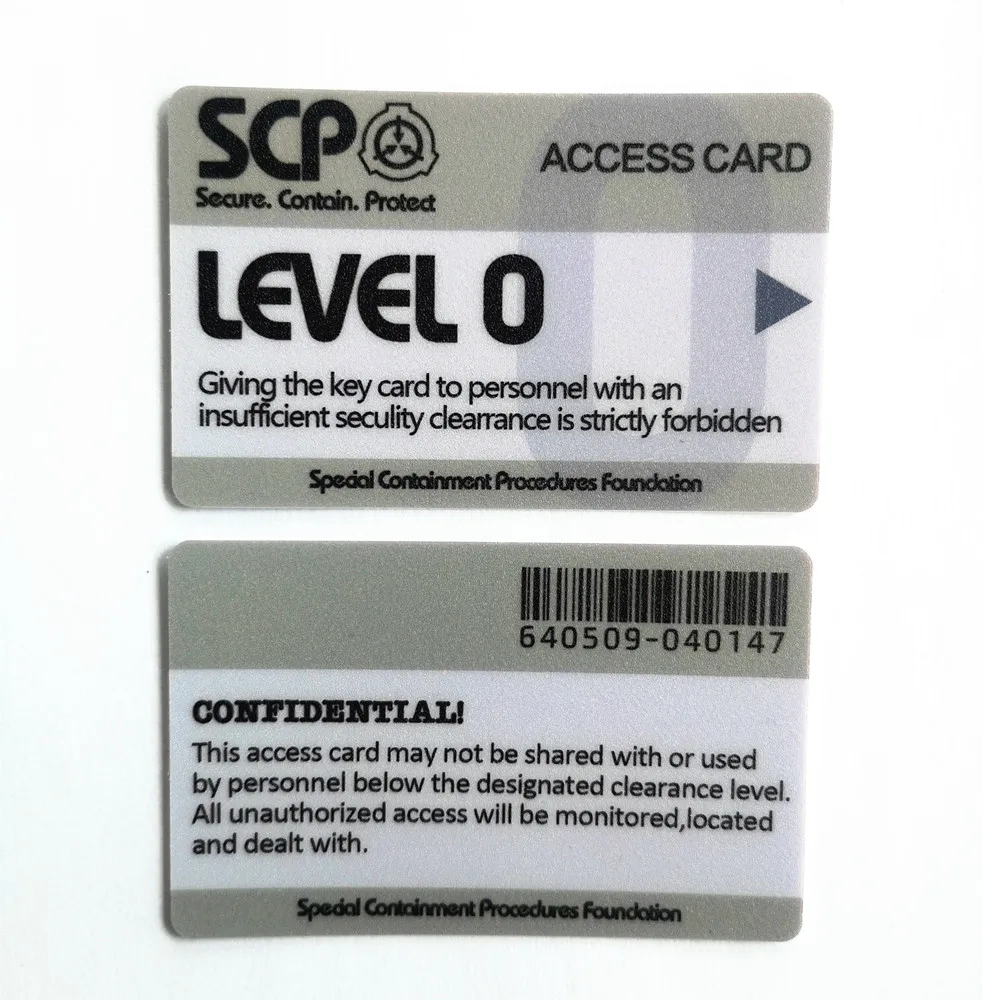 SCP
Secure. Contain. Protect
ACCESS CARD
LEVEL 0
Giving the key card to personnel with an
insufficient seculity clearrance is strictly forbidden
Special Containment Procedures Foundation
640509-040147
CONFIDENTIAL!
This access card may not be shared with or used
by personnel below the designated clearance level.
All unauthorized access will be monitored,located
and dealt with.
Special Containment Procedures Foundation